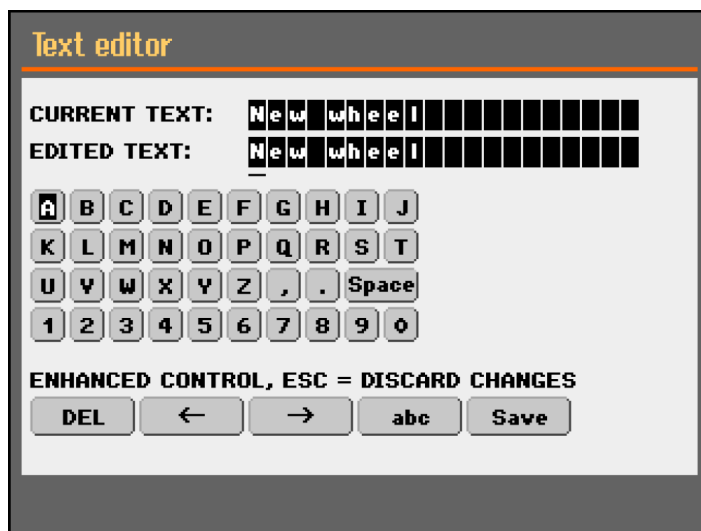 Text editor
CURRENT TEXT: New wheel
EDITED TEXT: New wheel
A B C D E F G H I J
K L M N O P Q R S T
U V W X Y Z , . Space
1 2 3 4 5 6 7 8 9 0
ENHANCED CONTROL, ESC = DISCARD CHANGES
DEL ← → abc Save